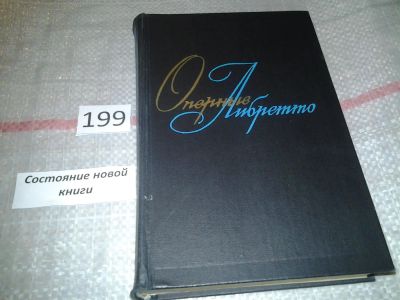 Оперные
Либретто
199
Состояние новой
книги